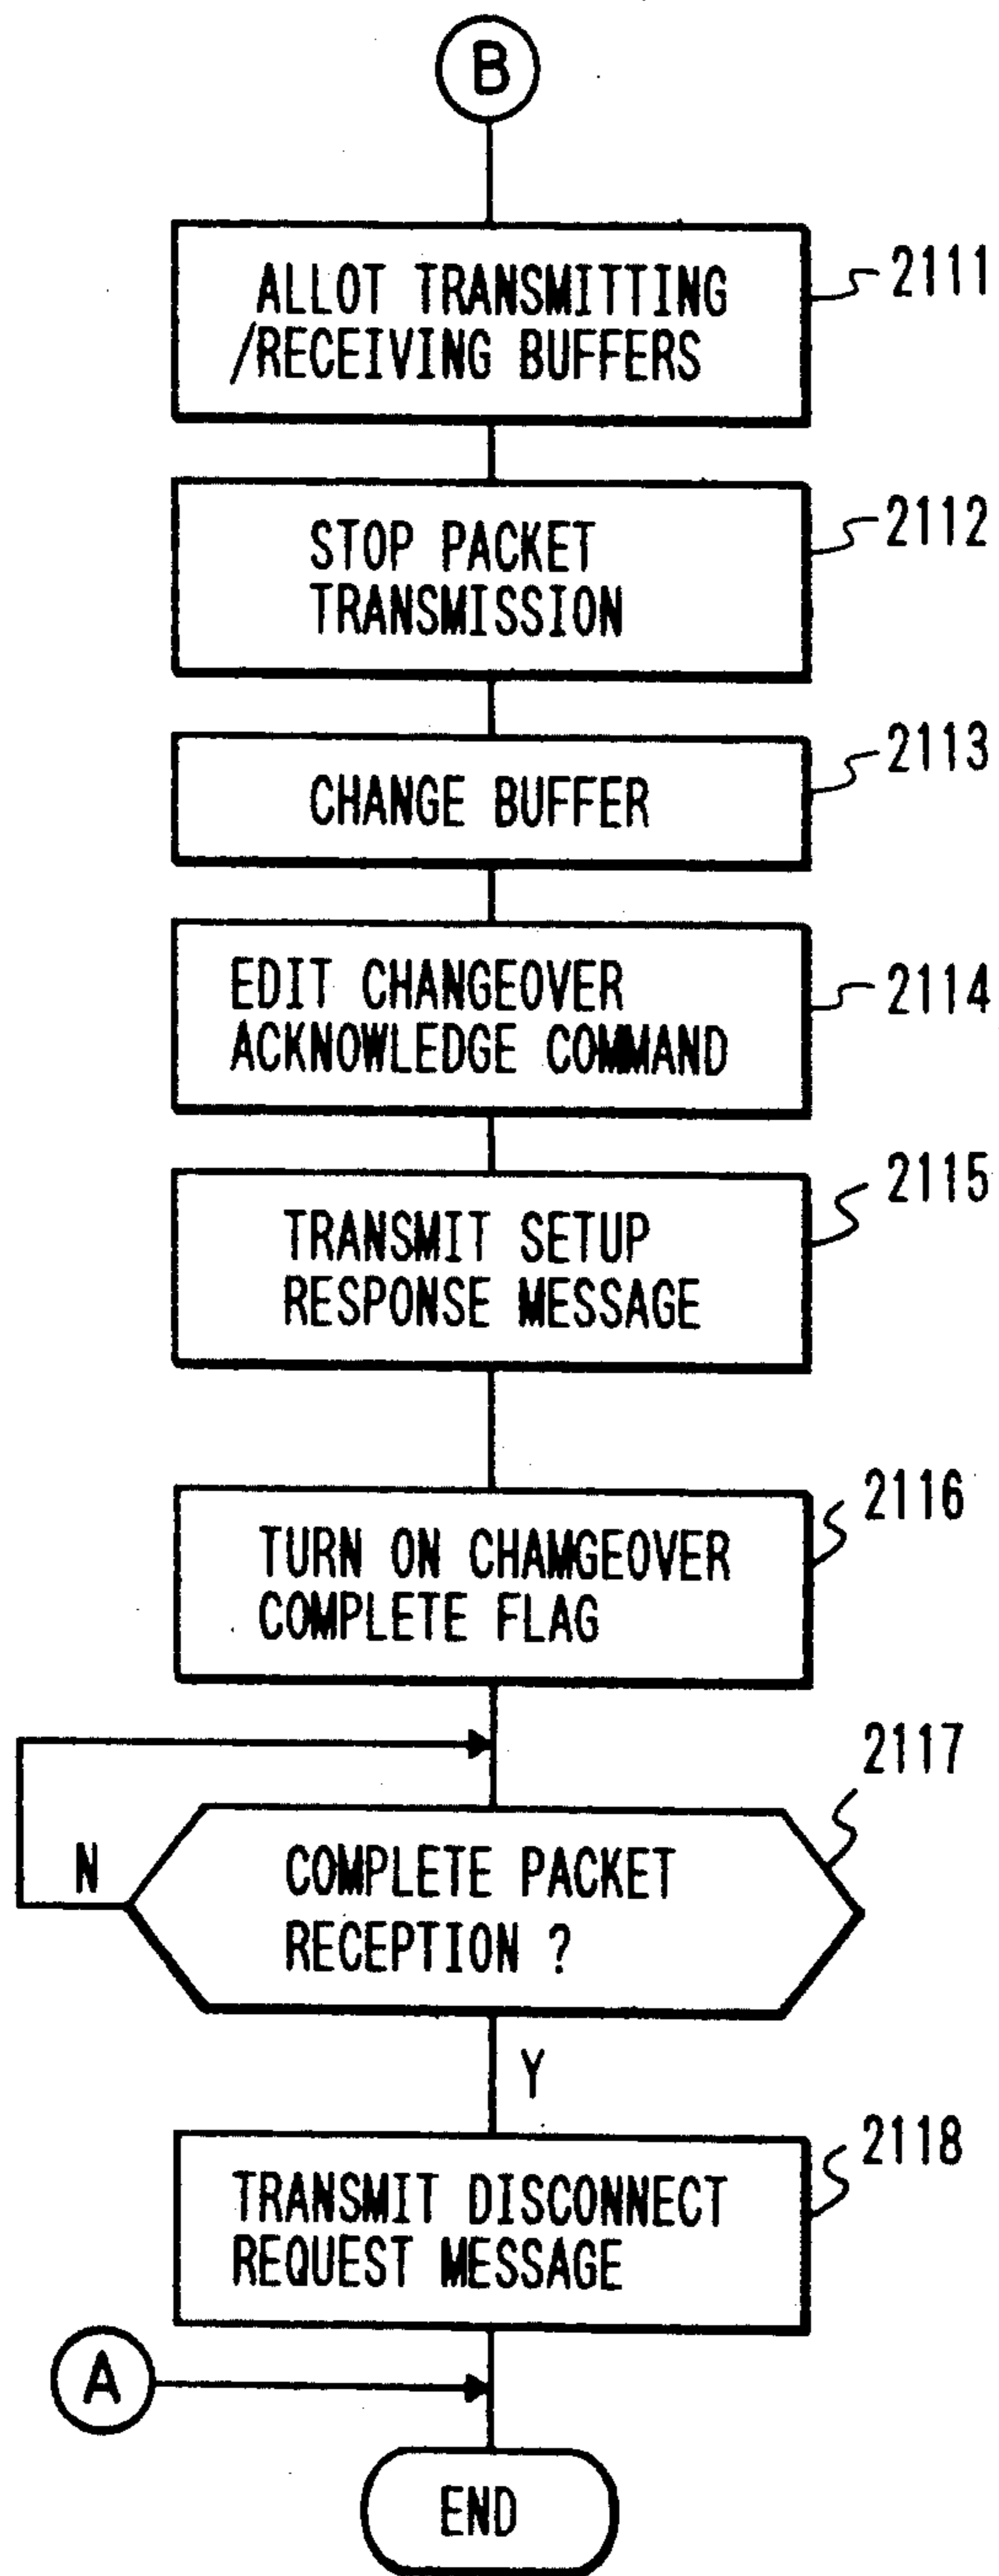 B
ALLOT TRANSMITTING
/RECEIVING BUFFERS
2111
STOP PACKET
TRANSMISSION
2112
CHANGE BUFFER
2113
EDIT CHANGEOVER
ACKNOWLEDGE COMMAND
2114
TRANSMIT SETUP
RESPONSE MESSAGE
2115
TURN ON CHAMGEOVER
COMPLETE FLAG
2116
COMPLETE PACKET
RECEPTION ?
2117
N
Y
TRANSMIT DISCONNECT
REQUEST MESSAGE
2118
A
END